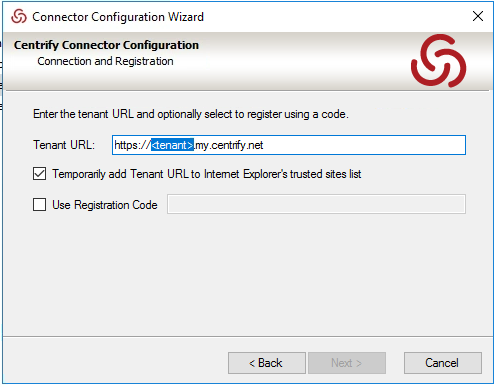 Connector Configuration Wizard
Centrify Connector Configuration
Connection and Registration
Enter the tenant URL and optionally select to register using a code.
Tenant URL: https://<tenant>.my.centrify.net
Temporarily add Tenant URL to Internet Explorer's trusted sites list
Use Registration Code
< Back Next > Cancel